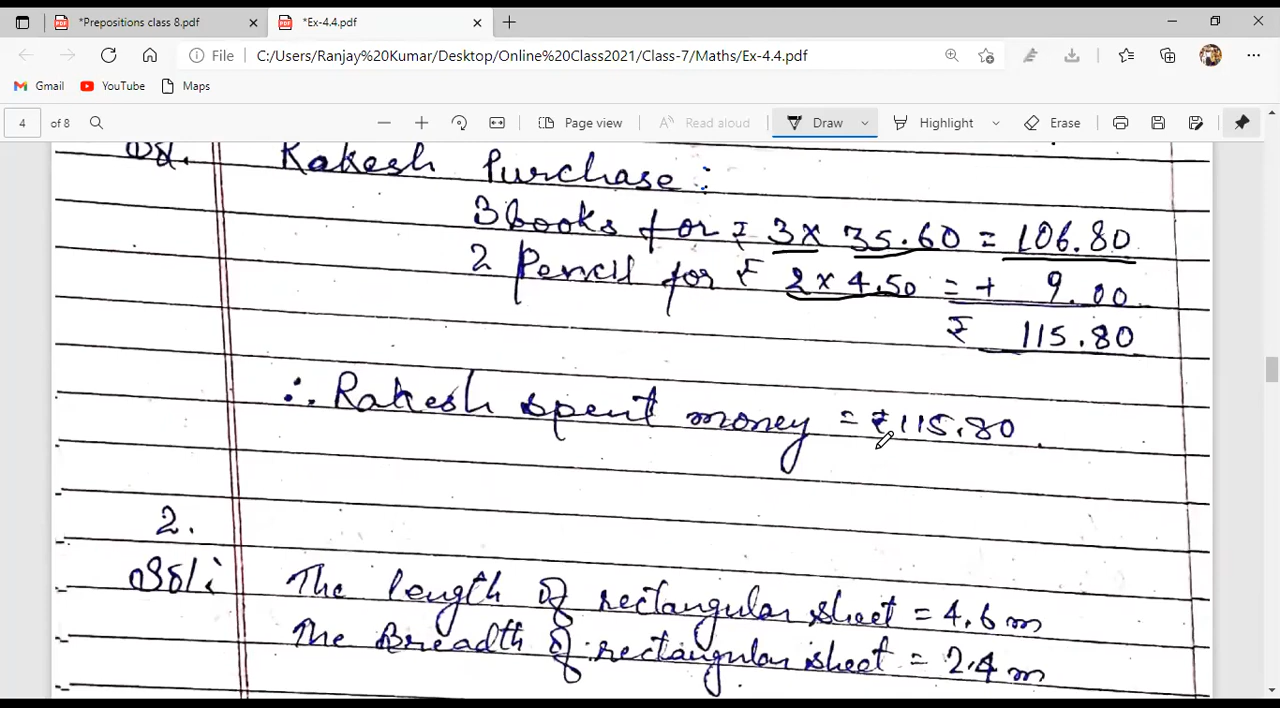 *Prepositions class 8.pdf
*Ex-4.4.pdf
File C:/Users/Ranjay%20Kumar/Desktop/Online%20Class2021/Class-7/Maths/Ex-4.4.pdf
Gmail YouTube Maps
4 of 8 Page view Read aloud Draw Highlight Erase
Rakesh Purchase:
3 books for ₹ 3 × 35.60 = 106.80
2 Pencil for ₹ 2 × 4.50 = + 9.00
₹ 115.80
∴ Rakesh spent money = ₹ 115.80.
2.
The length of rectangular sheet = 4.6 m
The Breadth of rectangular sheet = 2.4 m